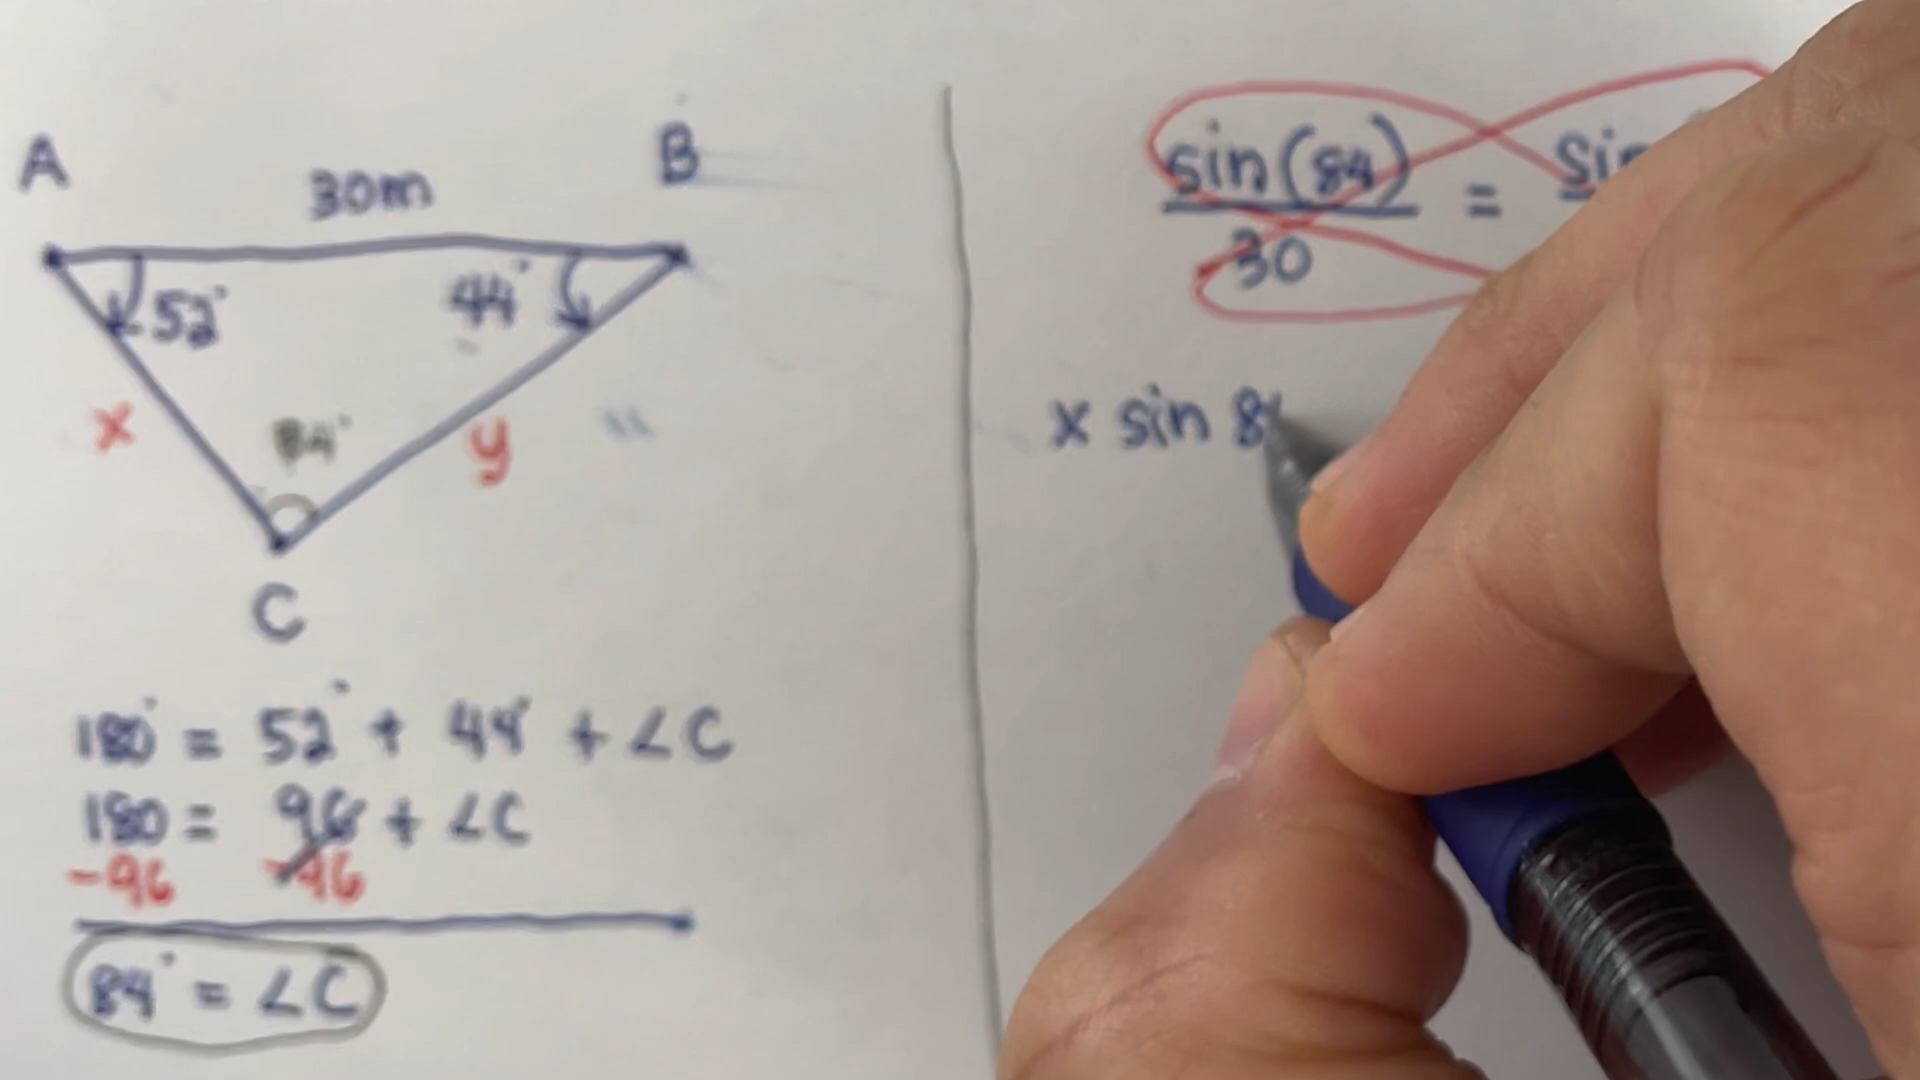 A
30m
B
52°
44°
x
84°
y
C
180° = 52° + 44° + ∠C
180 = 96 + ∠C
-96 -96
84° = ∠C
sin(84) =
30
x sin